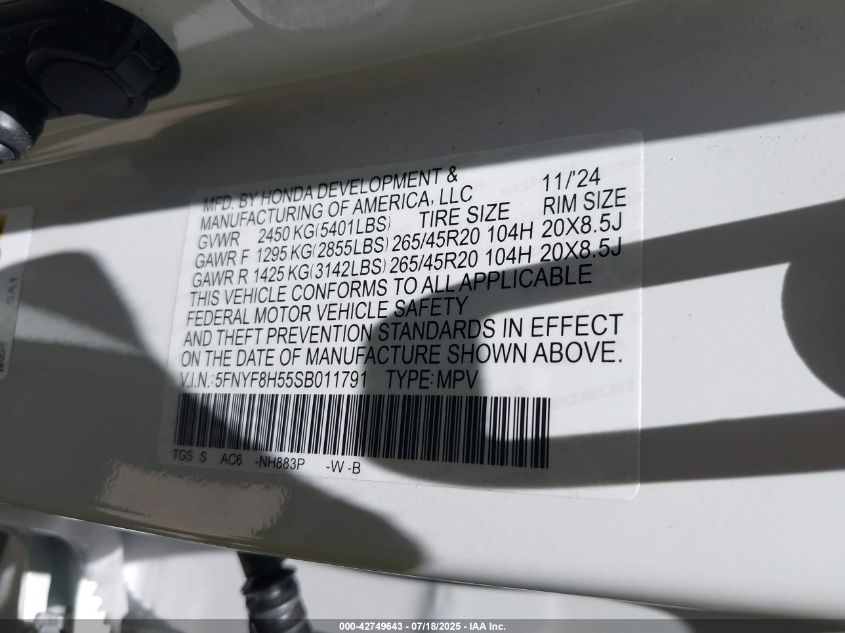 MFD. BY HONDA DEVELOPMENT & 11/'24
MANUFACTURING OF AMERICA, LLC
GVWR 2450 KG(5401LBS) TIRE SIZE RIM SIZE
GAWR F 1295 KG(2855LBS) 265/45R20 104H 20X8.5J
GAWR R 1425 KG(3142LBS) 265/45R20 104H 20X8.5J
THIS VEHICLE CONFORMS TO ALL APPLICABLE
FEDERAL MOTOR VEHICLE SAFETY
AND THEFT PREVENTION STANDARDS IN EFFECT
ON THE DATE OF MANUFACTURE SHOWN ABOVE.
V.I.N.: 5FNYF8H55SB011791 TYPE: MPV
TGS S AC6 -NH883P -W -B
000-42749643 - 07/18/2025 - IAA Inc.